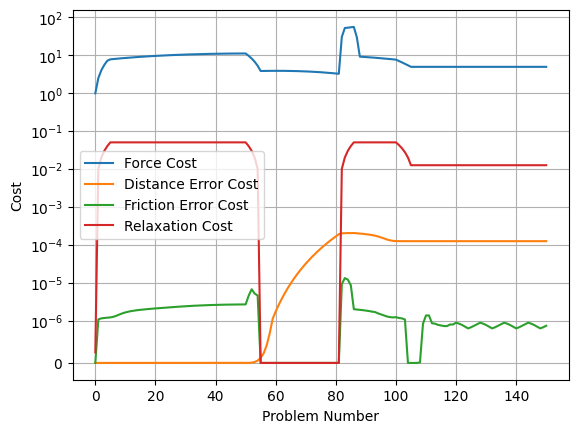 10²
10¹
10⁰
10⁻¹
10⁻²
10⁻³
10⁻⁴
10⁻⁵
10⁻⁶
0
Cost
Force Cost
Distance Error Cost
Friction Error Cost
Relaxation Cost
0 20 40 60 80 100 120 140
Problem Number